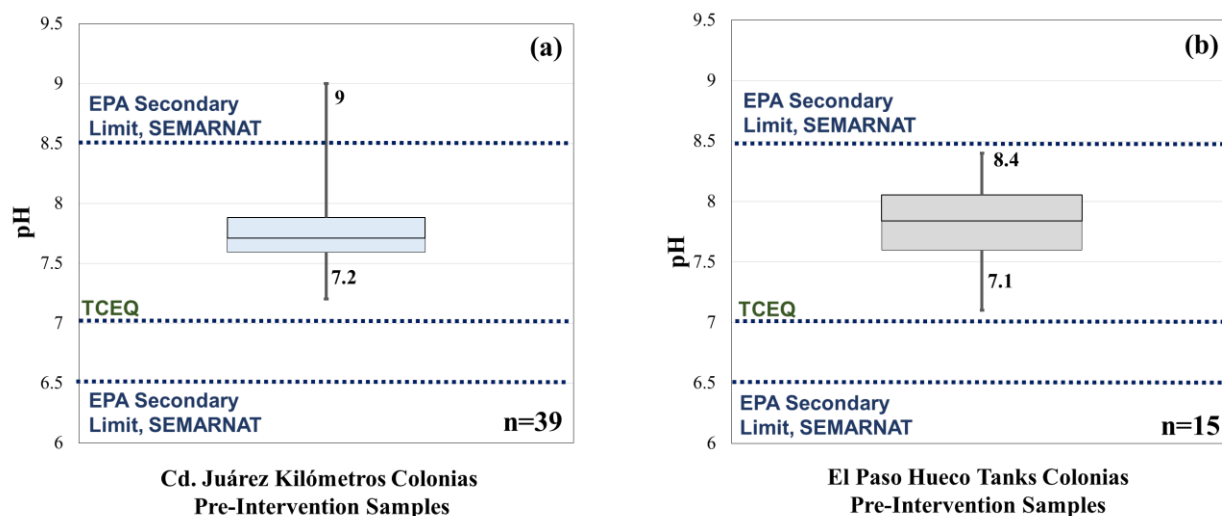 (a)
9.5
9
8.5
8
7.5
7
6.5
6
pH
EPA Secondary
Limit, SEMARNAT
9
7.2
TCEQ
EPA Secondary
Limit, SEMARNAT
n=39
Cd. Juárez Kilómetros Colonias
Pre-Intervention Samples
(b)
9.5
9
8.5
8
7.5
7
6.5
6
pH
EPA Secondary
Limit, SEMARNAT
8.4
7.1
TCEQ
EPA Secondary
Limit, SEMARNAT
n=15
El Paso Hueco Tanks Colonias
Pre-Intervention Samples